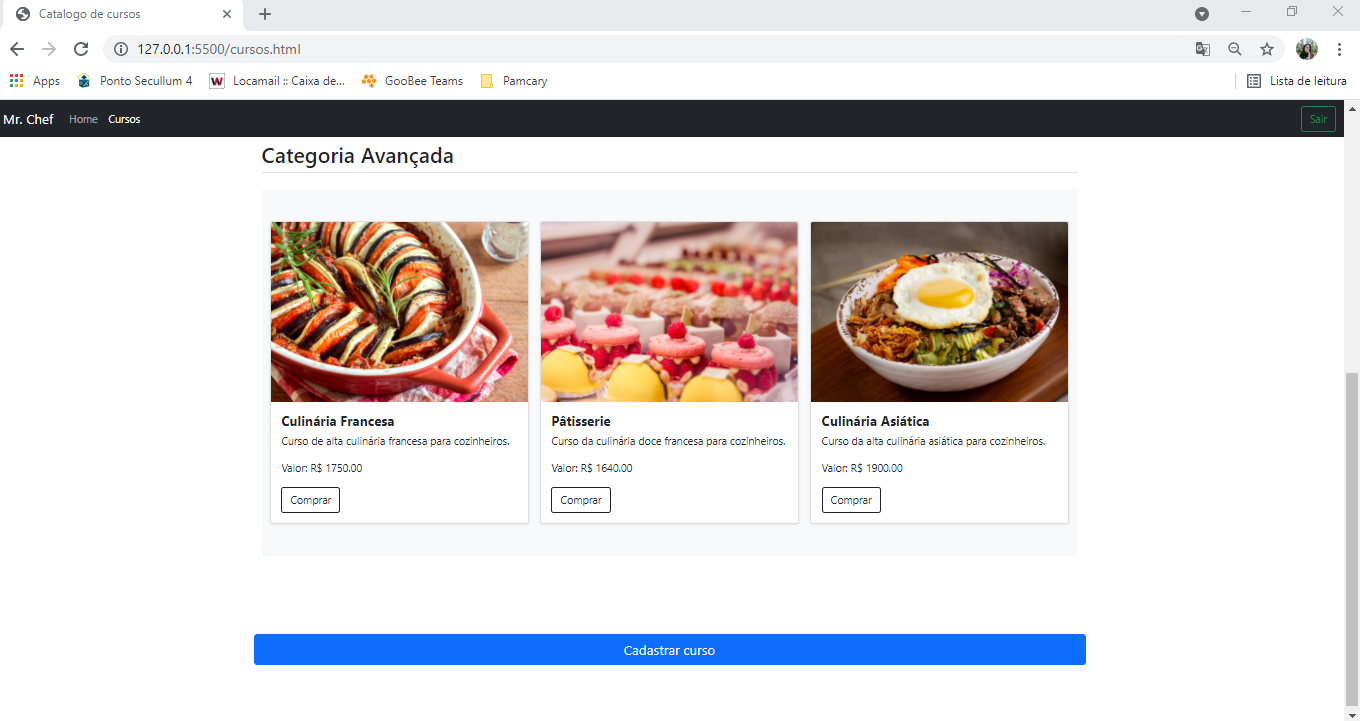 Catalogo de cursos
127.0.0.1:5500/cursos.html
Apps Ponto Secullum 4 Locamail :: Caixa de... GooBee Teams Pamcary Lista de leitura
Mr. Chef Home Cursos Sair
Categoria Avançada
Culinária Francesa
Curso de alta culinária francesa para cozinheiros.
Valor: R$ 1750.00
Comprar
Pâtisserie
Curso da culinária doce francesa para cozinheiros.
Valor: R$ 1640.00
Comprar
Culinária Asiática
Curso da alta culinária asiática para cozinheiros.
Valor: R$ 1900.00
Comprar
Cadastrar curso